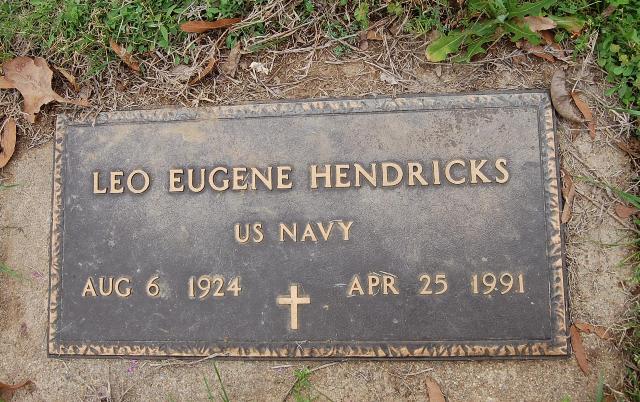 LEO EUGENE HENDRICKS
US NAVY
AUG 6 1924 APR 25 1991